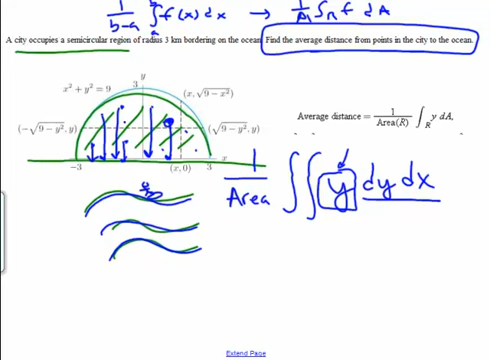 1/(b-a) ∫_a^b f(x) dx → 1/A ∫_R f dA
A city occupies a semicircular region of radius 3 km bordering on the ocean. Find the average distance from points in the city to the ocean.
x² + y² = 9
y
3
(x, √(9 − x²))
(−√(9 − y²), y)
(√(9 − y²), y)
Average distance = 1/Area(R) ∫_R y dA,
−3
(x, 0)
3
x
1/Area ∫∫ y dy dx
Extend Page